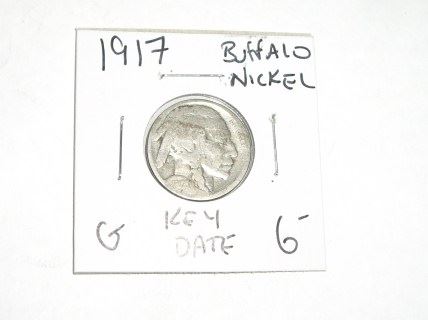 1917 BUFFALO
NICKEL
G KEY 6-
DATE